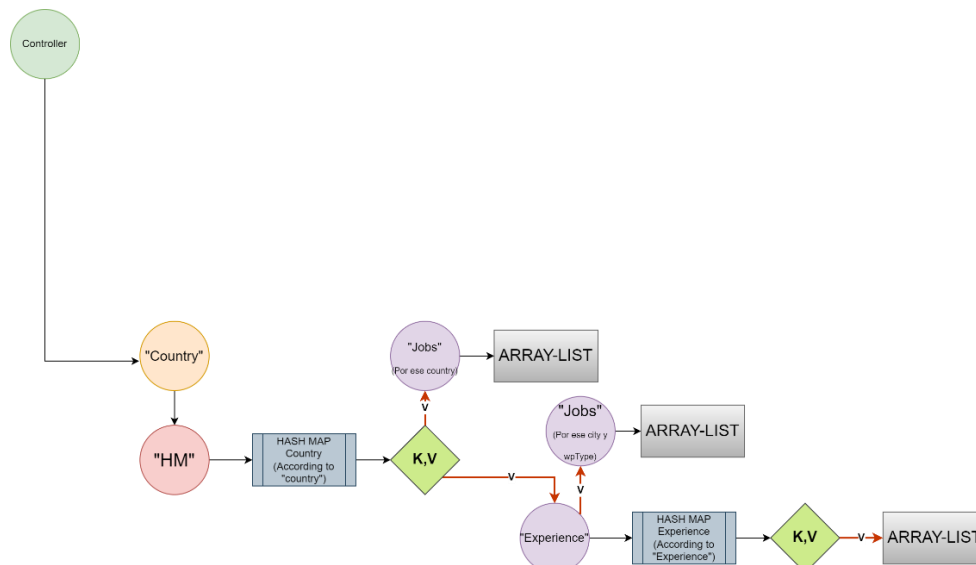 Controller
"Country"
"Jobs"
(Por ese country)
ARRAY-LIST
V
"Jobs"
(Por ese city y
wpType)
ARRAY-LIST
"HM"
HASH MAP
Country
(According to
"country")
K,V
V
V
"Experience"
HASH MAP
Experience
(According to
"Experience")
K,V
V
ARRAY-LIST